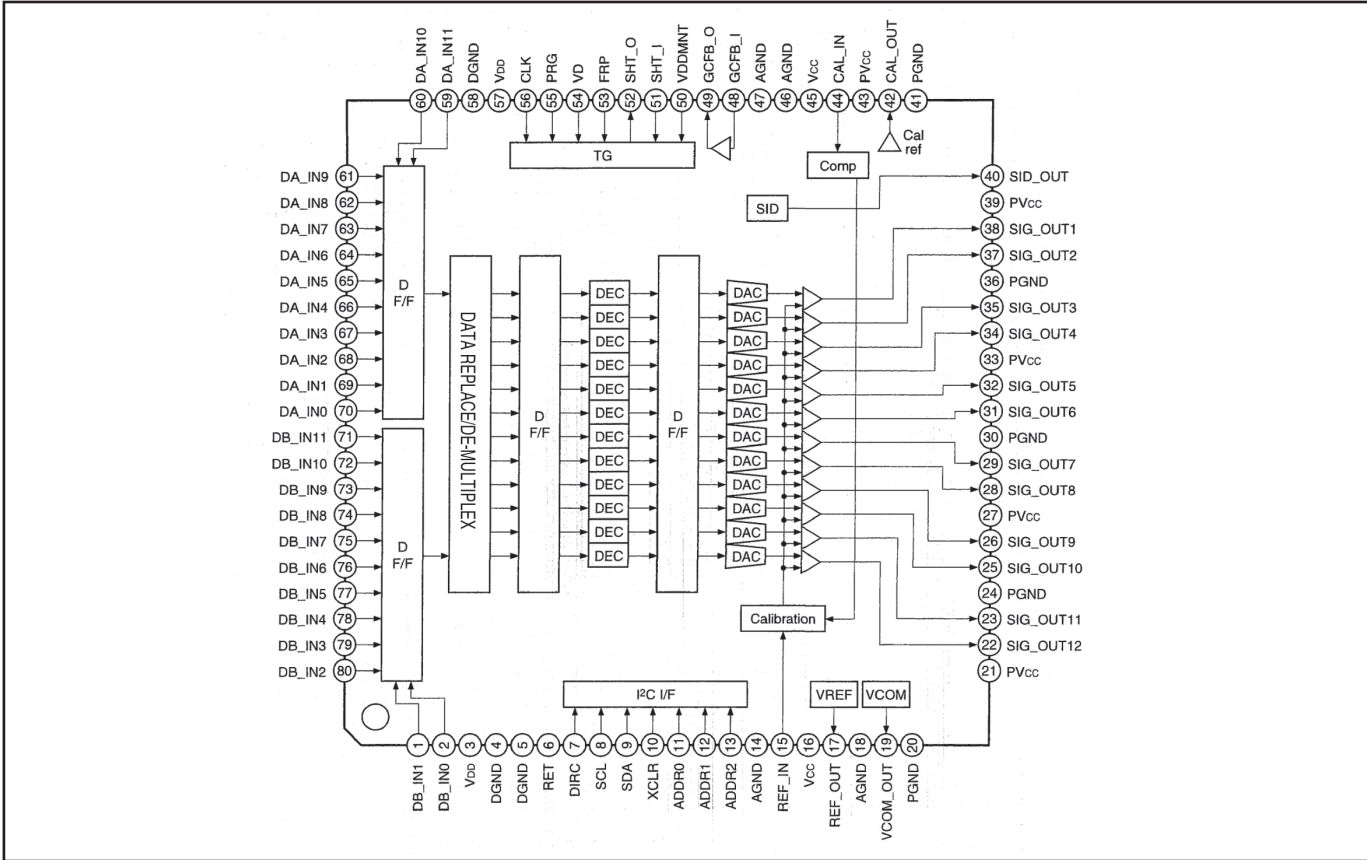 DA_IN10
DA_IN11
DGND
VDD
CLK
PRG
VD
FRP
SHT_O
SHT_I
VDDMNT
GCFB_O
GCFB_I
AGND
AGND
Vcc
CAL_IN
PVcc
CAL_OUT
PGND
60 59 58 57 56 55 54 53 52 51 50 49 48 47 46 45 44 43 42 41
TG
Comp
Cal
ref
SID
DA_IN9 61
DA_IN8 62
DA_IN7 63
DA_IN6 64
DA_IN5 65
DA_IN4 66
DA_IN3 67
DA_IN2 68
DA_IN1 69
DA_IN0 70
DB_IN11 71
DB_IN10 72
DB_IN9 73
DB_IN8 74
DB_IN7 75
DB_IN6 76
DB_IN5 77
DB_IN4 78
DB_IN3 79
DB_IN2 80
D
F/F
D
F/F
DATA REPLACE/DE-MULTIPLEX
D
F/F
DEC
DEC
DEC
DEC
DEC
DEC
DEC
DEC
DEC
DEC
DEC
DEC
D
F/F
DAC
DAC
DAC
DAC
DAC
DAC
DAC
DAC
DAC
DAC
DAC
DAC
40 SID_OUT
39 PVcc
38 SIG_OUT1
37 SIG_OUT2
36 PGND
35 SIG_OUT3
34 SIG_OUT4
33 PVcc
32 SIG_OUT5
31 SIG_OUT6
30 PGND
29 SIG_OUT7
28 SIG_OUT8
27 PVcc
26 SIG_OUT9
25 SIG_OUT10
24 PGND
23 SIG_OUT11
22 SIG_OUT12
21 PVcc
Calibration
I²C I/F
VREF
VCOM
1 2 3 4 5 6 7 8 9 10 11 12 13 14 15 16 17 18 19 20
DB_IN1
DB_IN0
VDD
DGND
DGND
RET
DIRC
SCL
SDA
XCLR
ADDR0
ADDR1
ADDR2
AGND
REF_IN
Vcc
REF_OUT
AGND
VCOM_OUT
PGND